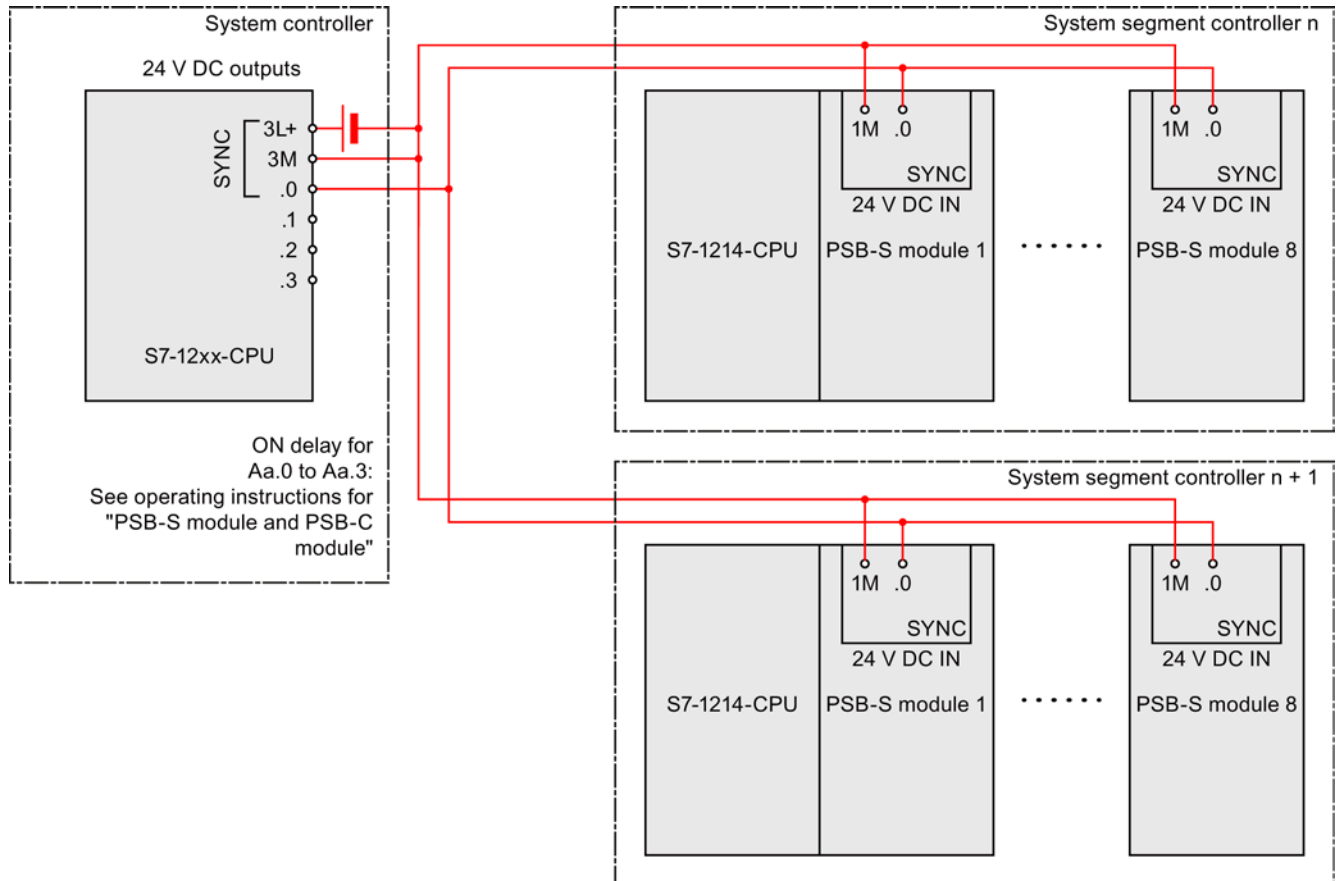 System controller
24 V DC outputs
SYNC
3L+
3M
.0
.1
.2
.3
S7-12xx-CPU
ON delay for
Aa.0 to Aa.3:
See operating instructions for
"PSB-S module and PSB-C
module"
System segment controller n
1M .0
SYNC
24 V DC IN
S7-1214-CPU
PSB-S module 1
......
1M .0
SYNC
24 V DC IN
PSB-S module 8
System segment controller n + 1
1M .0
SYNC
24 V DC IN
S7-1214-CPU
PSB-S module 1
......
1M .0
SYNC
24 V DC IN
PSB-S module 8